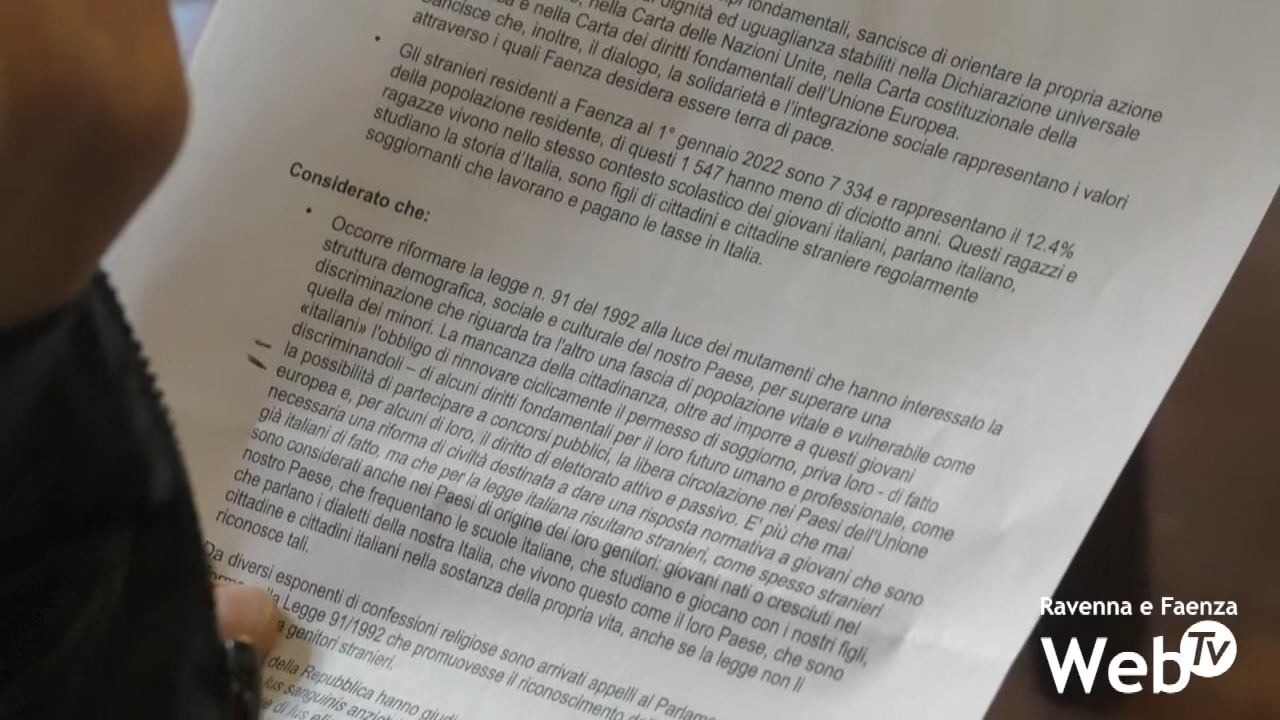 fondamentali, sancisce di orientare la propria azione
dignità ed uguaglianza stabiliti nella Dichiarazione universale
nella Carta delle Nazioni Unite, nella Carta costituzionale della
e nella Carta dei diritti fondamentali dell'Unione Europea.
sancisce che, inoltre, il dialogo, la solidarietà e l'integrazione sociale rappresentano i valori
attraverso i quali Faenza desidera essere terra di pace.
• Gli stranieri residenti a Faenza al 1° gennaio 2022 sono 7 334 e rappresentano il 12.4%
della popolazione residente, di questi 1 547 hanno meno di diciotto anni. Questi ragazzi e
ragazze vivono nello stesso contesto scolastico dei giovani italiani, parlano italiano,
studiano la storia d'Italia, sono figli di cittadini e cittadine straniere regolarmente
soggiornanti che lavorano e pagano le tasse in Italia.
Considerato che:
• Occorre riformare la legge n. 91 del 1992 alla luce dei mutamenti che hanno interessato la
struttura demografica, sociale e culturale del nostro Paese, per superare una
discriminazione che riguarda tra l'altro una fascia di popolazione vitale e vulnerabile come
quella dei minori. La mancanza della cittadinanza, oltre ad imporre a questi giovani
«italiani» l'obbligo di rinnovare ciclicamente il permesso di soggiorno, priva loro - di fatto
discriminandoli – di alcuni diritti fondamentali per il loro futuro umano e professionale, come
la possibilità di partecipare a concorsi pubblici, la libera circolazione nei Paesi dell'Unione
europea e, per alcuni di loro, il diritto di elettorato attivo e passivo. E' più che mai
necessaria una riforma di civiltà destinata a dare una risposta normativa a giovani che sono
già italiani di fatto, ma che per la legge italiana risultano stranieri, come spesso stranieri
sono considerati anche nei Paesi di origine dei loro genitori: giovani nati o cresciuti nel
nostro Paese, che frequentano le scuole italiane, che studiano e giocano con i nostri figli,
che parlano i dialetti della nostra Italia, che vivono questo come il loro Paese, che sono
cittadine e cittadini italiani nella sostanza della propria vita, anche se la legge non li
riconosce tali.
Da diversi esponenti di confessioni religiose sono arrivati appelli al
Legge 91/1992 che promuovesse il riconoscimento
a genitori stranieri.
della Repubblica hanno
sanguinis
Ravenna e Faenza
WebTv